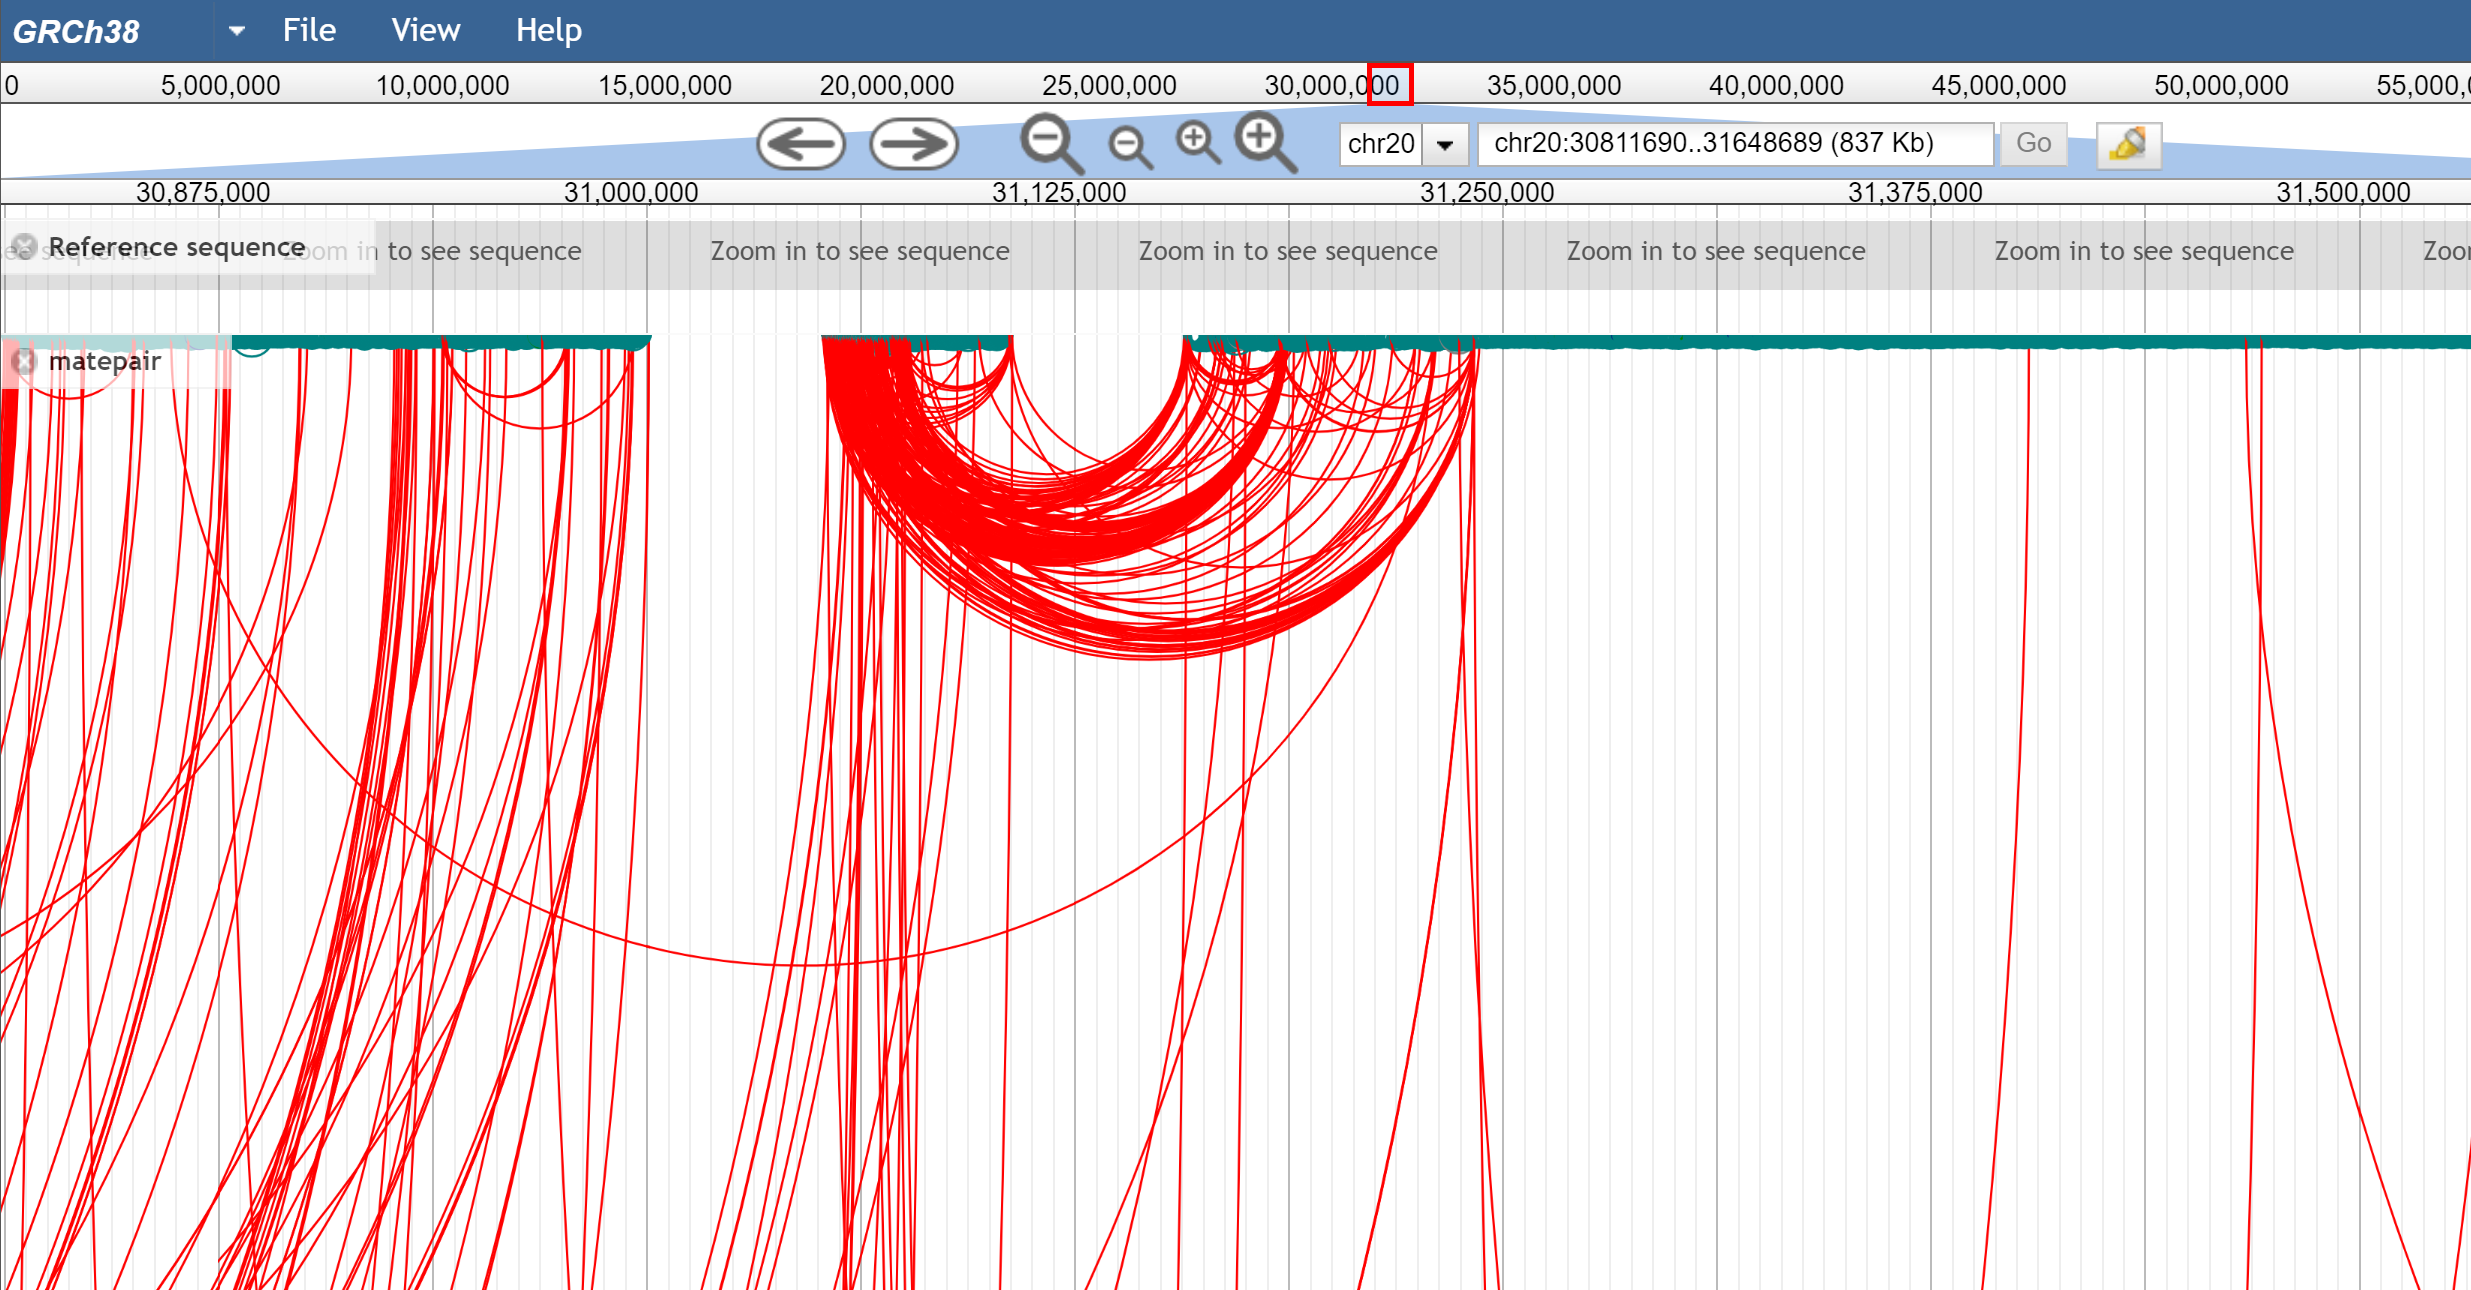 GRCh38 File View Help
0 5,000,000 10,000,000 15,000,000 20,000,000 25,000,000 30,000,000 35,000,000 40,000,000 45,000,000 50,000,000 55,000,0
chr20 chr20:30811690..31648689 (837 Kb) Go
30,875,000 31,000,000 31,125,000 31,250,000 31,375,000 31,500,000
Reference sequence Zoom in to see sequence Zoom in to see sequence Zoom in to see sequence Zoom in to see sequence Zoom in to see sequence Zoo
matepair